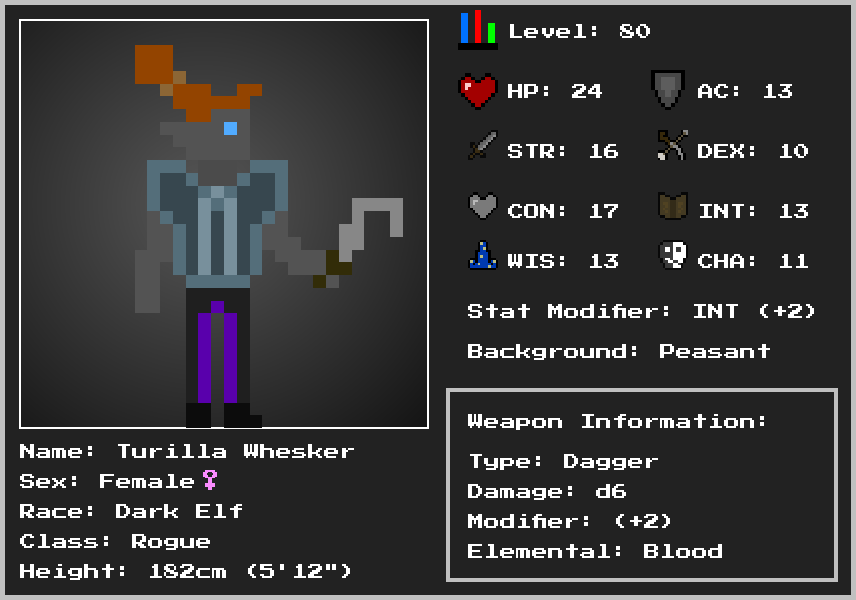 Level: 80
HP: 24 AC: 13
STR: 16 DEX: 10
CON: 17 INT: 13
WIS: 13 CHA: 11
Stat Modifier: INT (+2)
Background: Peasant
Weapon Information:
Type: Dagger
Damage: d6
Modifier: (+2)
Elemental: Blood
Name: Turilla Whesker
Sex: Female♀
Race: Dark Elf
Class: Rogue
Height: 182cm (5'12")